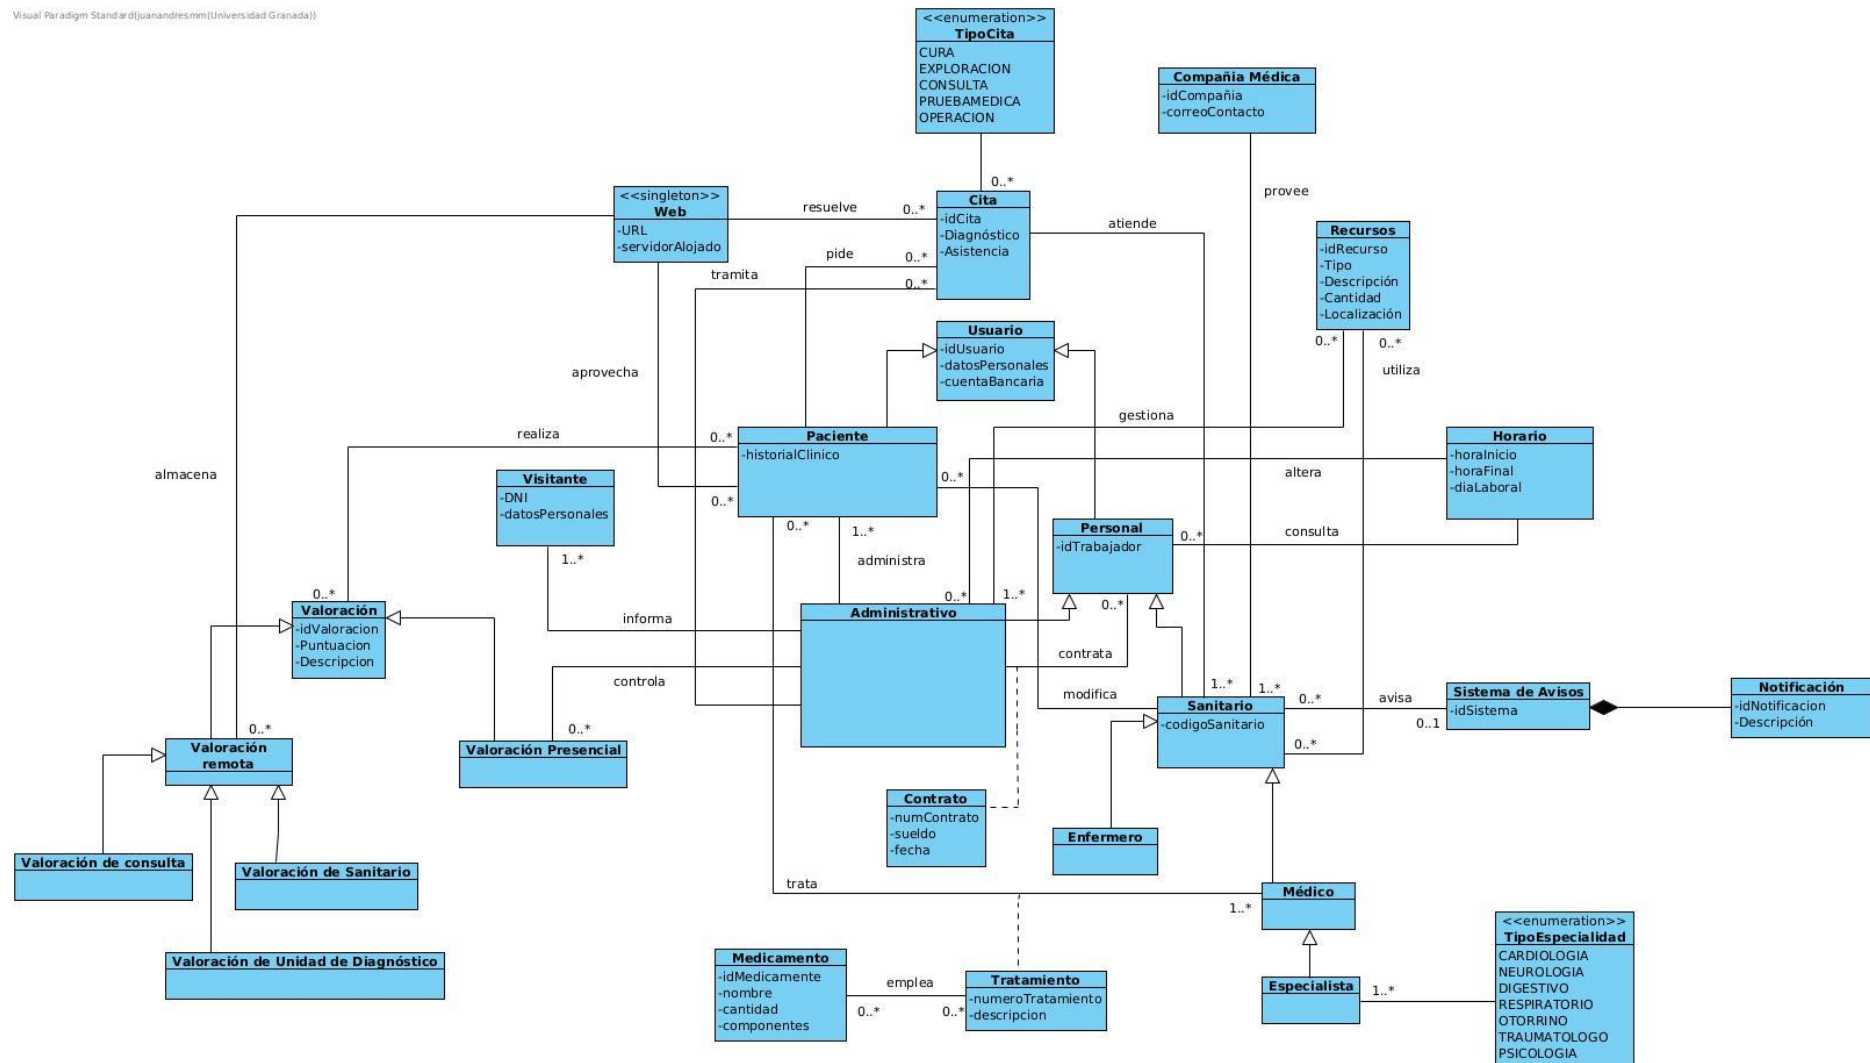 Visual Paradigm Standard(juanandresmm(Universidad Granada))
<<enumeration>>
TipoCita
CURA
EXPLORACION
CONSULTA
PRUEBAMEDICA
OPERACION
Compañia Médica
-idCompañia
-correoContacto
0..*
provee
<<singleton>>
Web
-URL
-servidorAlojado
resuelve
0..*
Cita
-idCita
-Diagnóstico
-Asistencia
atiende
pide
0..*
tramita
0..*
Recursos
-idRecurso
-Tipo
-Descripción
-Cantidad
-Localización
0..*
0..*
utiliza
Usuario
-idUsuario
-datosPersonales
-cuentaBancaria
aprovecha
gestiona
realiza
0..*
Paciente
-historialClinico
Horario
-horaInicio
-horaFinal
-diaLaboral
almacena
altera
Visitante
-DNI
-datosPersonales
0..*
0..*
0..*
1..*
Personal
-idTrabajador
0..*
consulta
1..*
administra
0..*
Valoración
-idValoracion
-Puntuacion
-Descripcion
informa
Administrativo
0..*
1..*
0..*
contrata
controla
modifica
1..*
1..*
Sanitario
-codigoSanitario
0..*
avisa
0..1
Sistema de Avisos
-idSistema
Notificación
-idNotificacion
-Descripción
0..*
0..*
Valoración
remota
0..*
Valoración Presencial
Contrato
-numContrato
-sueldo
-fecha
Enfermero
Valoración de consulta
Valoración de Sanitario
trata
Médico
1..*
Valoración de Unidad de Diagnóstico
Medicamento
-idMedicamente
-nombre
-cantidad
-componentes
emplea
0..*
0..*
Tratamiento
-numeroTratamiento
-descripcion
Especialista
1..*
<<enumeration>>
TipoEspecialidad
CARDIOLOGIA
NEUROLOGIA
DIGESTIVO
RESPIRATORIO
OTORRINO
TRAUMATOLOGO
PSICOLOGIA